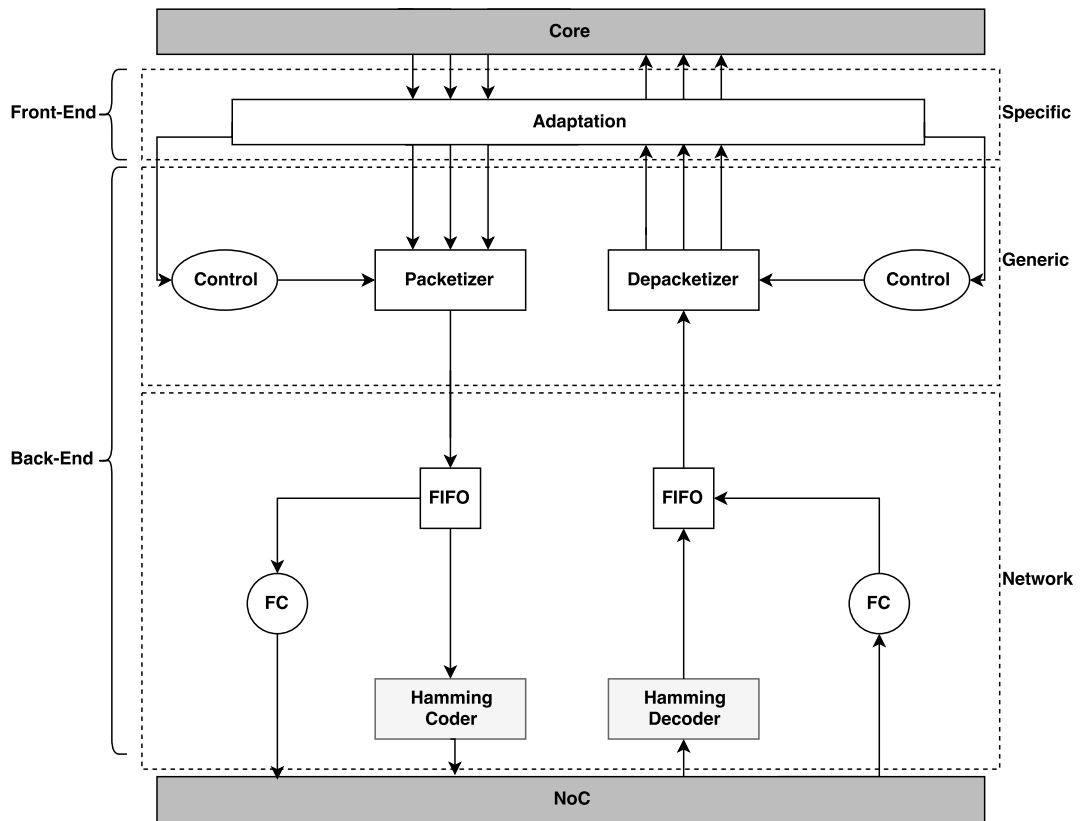 Core
Front-End
Adaptation
Specific
Control
Packetizer
Depacketizer
Control
Generic
Back-End
FIFO
FIFO
FC
FC
Network
Hamming
Coder
Hamming
Decoder
NoC